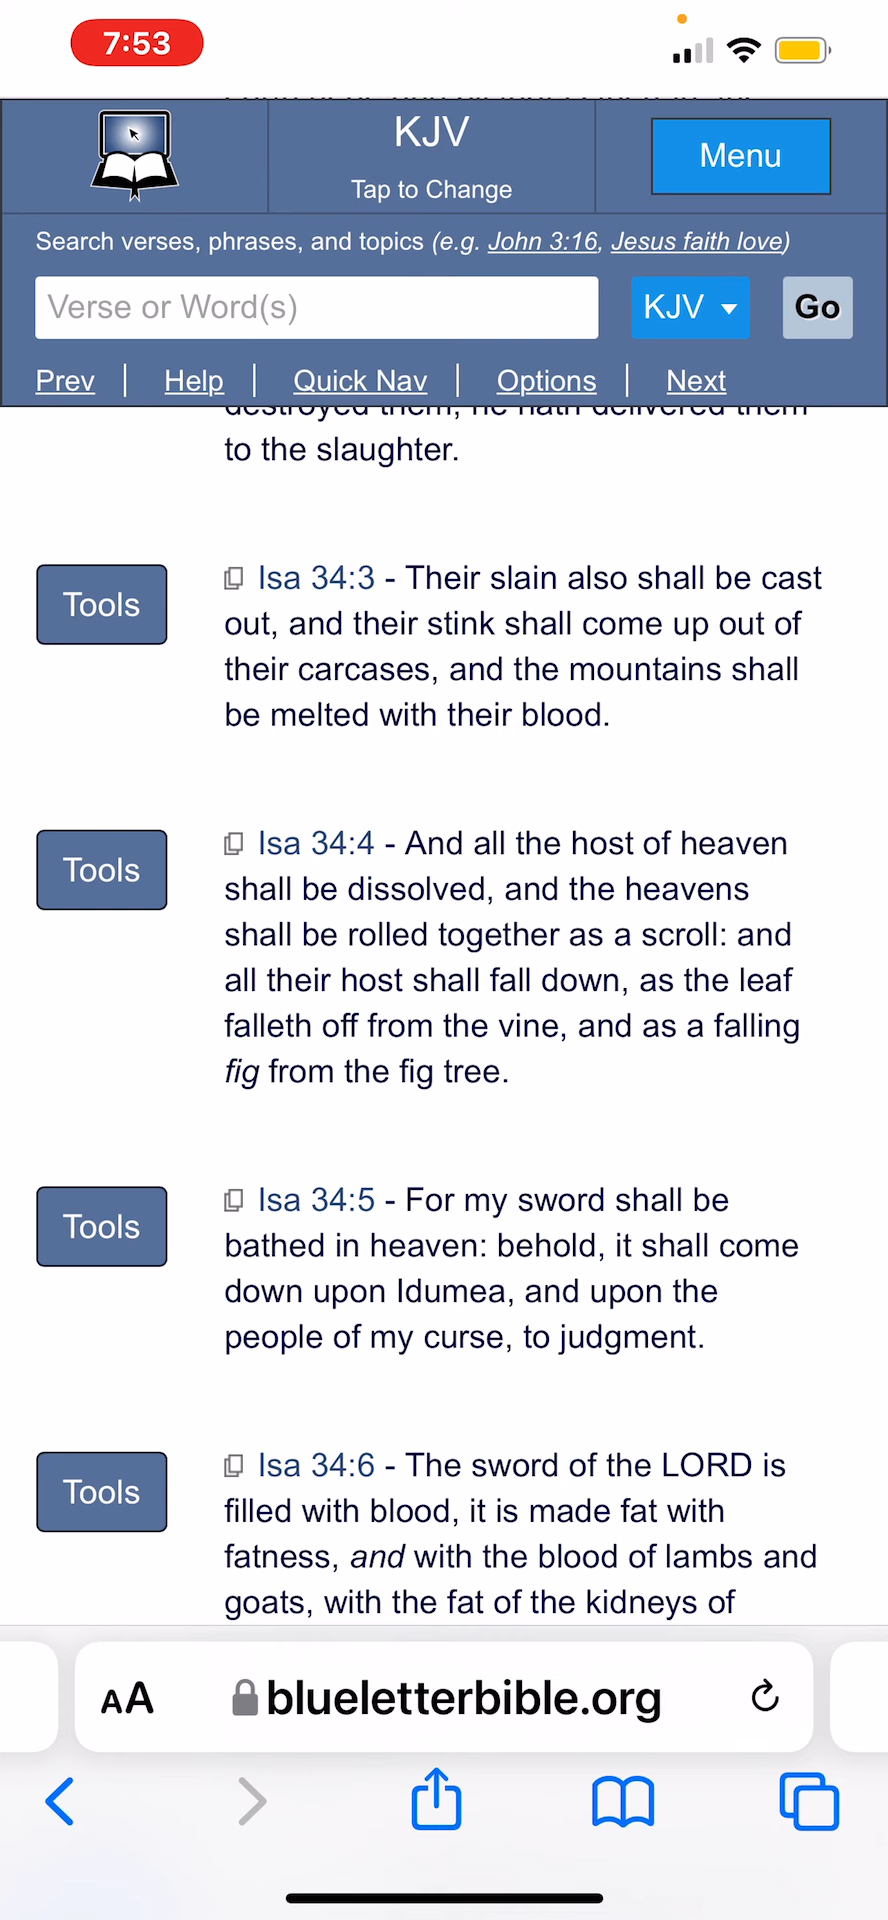 7:53
KJV
Tap to Change
Menu
Search verses, phrases, and topics (e.g. John 3:16, Jesus faith love)
Verse or Word(s)
KJV
Go
Prev | Help | Quick Nav | Options | Next
destroyed them, he hath delivered them
to the slaughter.
Tools
Isa 34:3 - Their slain also shall be cast
out, and their stink shall come up out of
their carcases, and the mountains shall
be melted with their blood.
Tools
Isa 34:4 - And all the host of heaven
shall be dissolved, and the heavens
shall be rolled together as a scroll: and
all their host shall fall down, as the leaf
falleth off from the vine, and as a falling
fig from the fig tree.
Tools
Isa 34:5 - For my sword shall be
bathed in heaven: behold, it shall come
down upon Idumea, and upon the
people of my curse, to judgment.
Tools
Isa 34:6 - The sword of the LORD is
filled with blood, it is made fat with
fatness, and with the blood of lambs and
goats, with the fat of the kidneys of
AA
blueletterbible.org